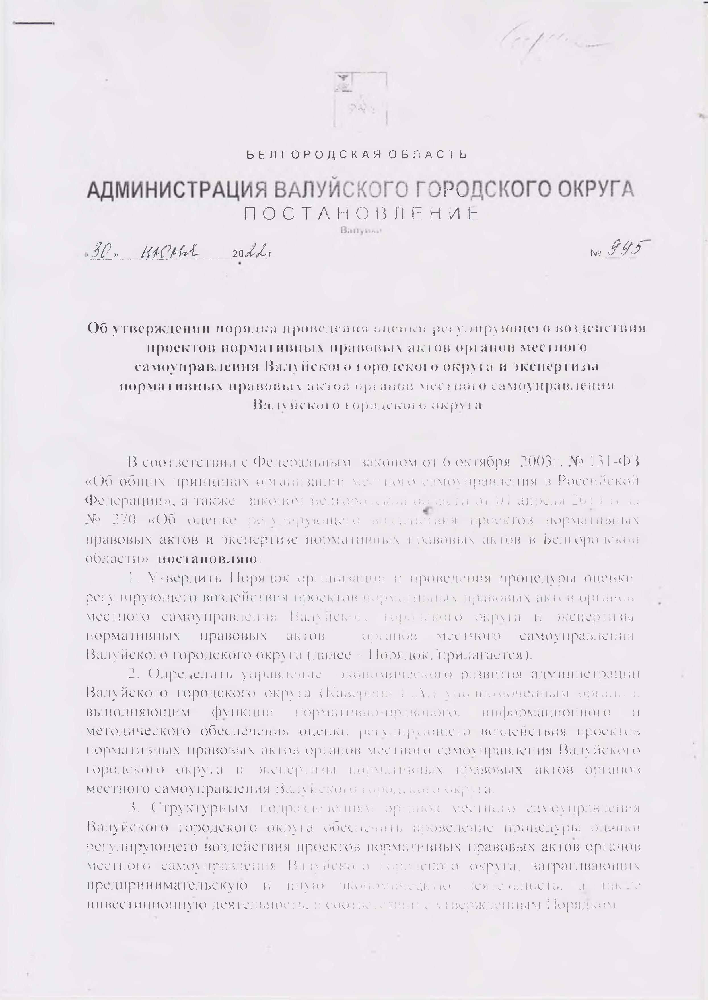 БЕЛГОРОДСКАЯ ОБЛАСТЬ
АДМИНИСТРАЦИЯ ВАЛУЙСКОГО ГОРОДСКОГО ОКРУГА
ПОСТАНОВЛЕНИЕ
Валуйки
«30» июня 2022 г
№ 995
Об утверждении порядка проведения оценки регулирующего воздействия
проектов нормативных правовых актов органов местного
самоуправления Валуйского городского округа и экспертизы
нормативных правовых актов органов местного самоуправления
Валуйского городского округа
В соответствии с Федеральным законом от 6 октября 2003г. № 131-ФЗ
«Об общих принципах организации местного самоуправления в Российской
Федерации», а также законом Белгородской области от 01 апреля 2014 года
№ 270 «Об оценке регулирующего воздействия проектов нормативных
правовых актов и экспертизе нормативных правовых актов в Белгородской
области» постановляю:
1. Утвердить Порядок организации и проведения процедуры оценки
регулирующего воздействия проектов нормативных правовых актов органов
местного самоуправления Валуйского городского округа и экспертизы
нормативных правовых актов органов местного самоуправления
Валуйского городского округа (далее – Порядок, прилагается).
2. Определить управление экономического развития администрации
Валуйского городского округа (Каверина .А.) уполномоченным органом,
выполняющим функции нормативно-правового, информационного и
методического обеспечения оценки регулирующего воздействия проектов
нормативных правовых актов органов местного самоуправления Валуйского
городского округа и экспертизы нормативных правовых актов органов
местного самоуправления Валуйского городского округа.
3. Структурным подразделениям органов местного самоуправления
Валуйского городского округа обеспечить проведение процедуры оценки
регулирующего воздействия проектов нормативных правовых актов органов
местного самоуправления Валуйского городского округа, затрагивающих
предпринимательскую и иную экономическую деятельность, а также
инвестиционную деятельность, в соответствии с утвержденным Порядком